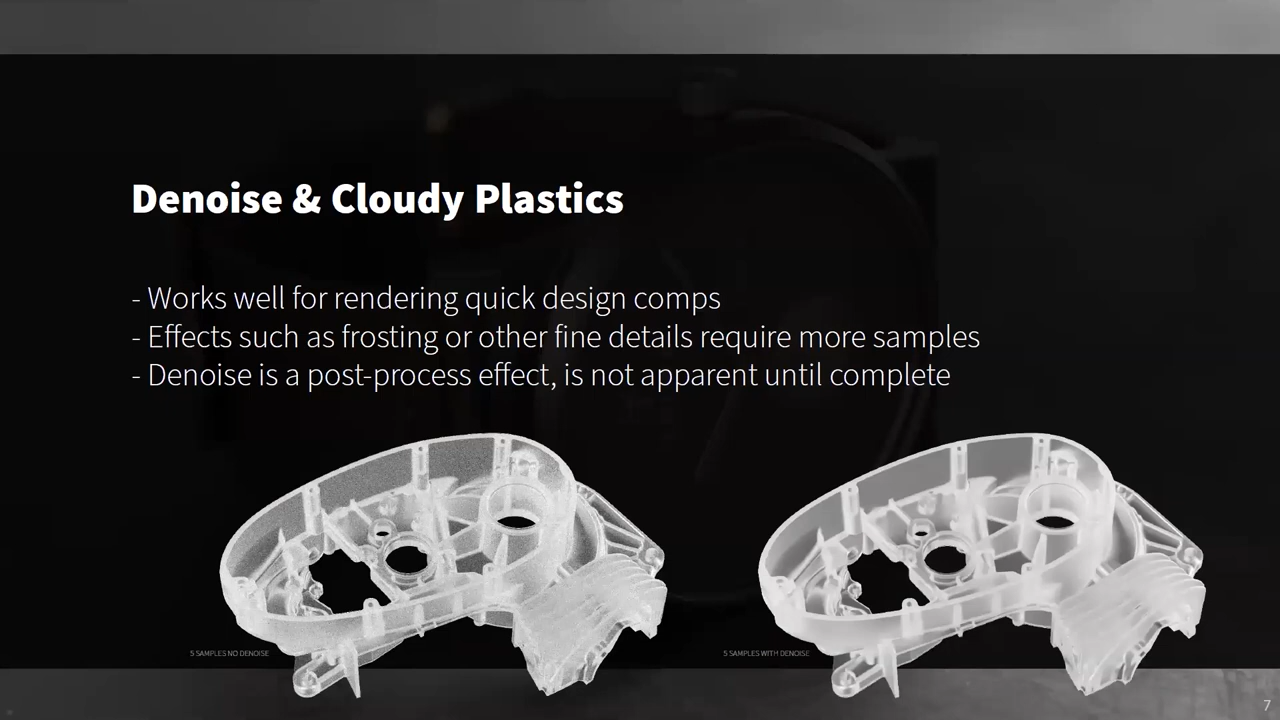 Denoise & Cloudy Plastics
- Works well for rendering quick design comps
- Effects such as frosting or other fine details require more samples
- Denoise is a post-process effect, is not apparent until complete
5 SAMPLES NO DENOISE
5 SAMPLES WITH DENOISE
7